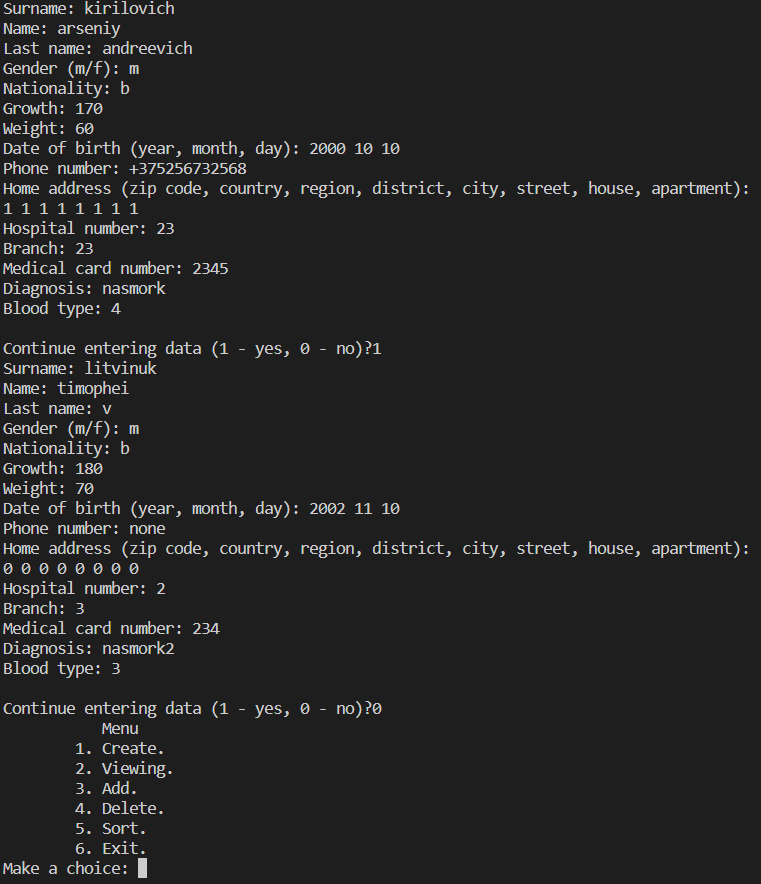 Surname: kirilovich
Name: arseniy
Last name: andreevich
Gender (m/f): m
Nationality: b
Growth: 170
Weight: 60
Date of birth (year, month, day): 2000 10 10
Phone number: +375256732568
Home address (zip code, country, region, district, city, street, house, apartment):
1 1 1 1 1 1 1 1
Hospital number: 23
Branch: 23
Medical card number: 2345
Diagnosis: nasmork
Blood type: 4

Continue entering data (1 - yes, 0 - no)?1
Surname: litvinuk
Name: timophei
Last name: v
Gender (m/f): m
Nationality: b
Growth: 180
Weight: 70
Date of birth (year, month, day): 2002 11 10
Phone number: none
Home address (zip code, country, region, district, city, street, house, apartment):
0 0 0 0 0 0 0 0
Hospital number: 2
Branch: 3
Medical card number: 234
Diagnosis: nasmork2
Blood type: 3

Continue entering data (1 - yes, 0 - no)?0
Menu
1. Create.
2. Viewing.
3. Add.
4. Delete.
5. Sort.
6. Exit.
Make a choice: